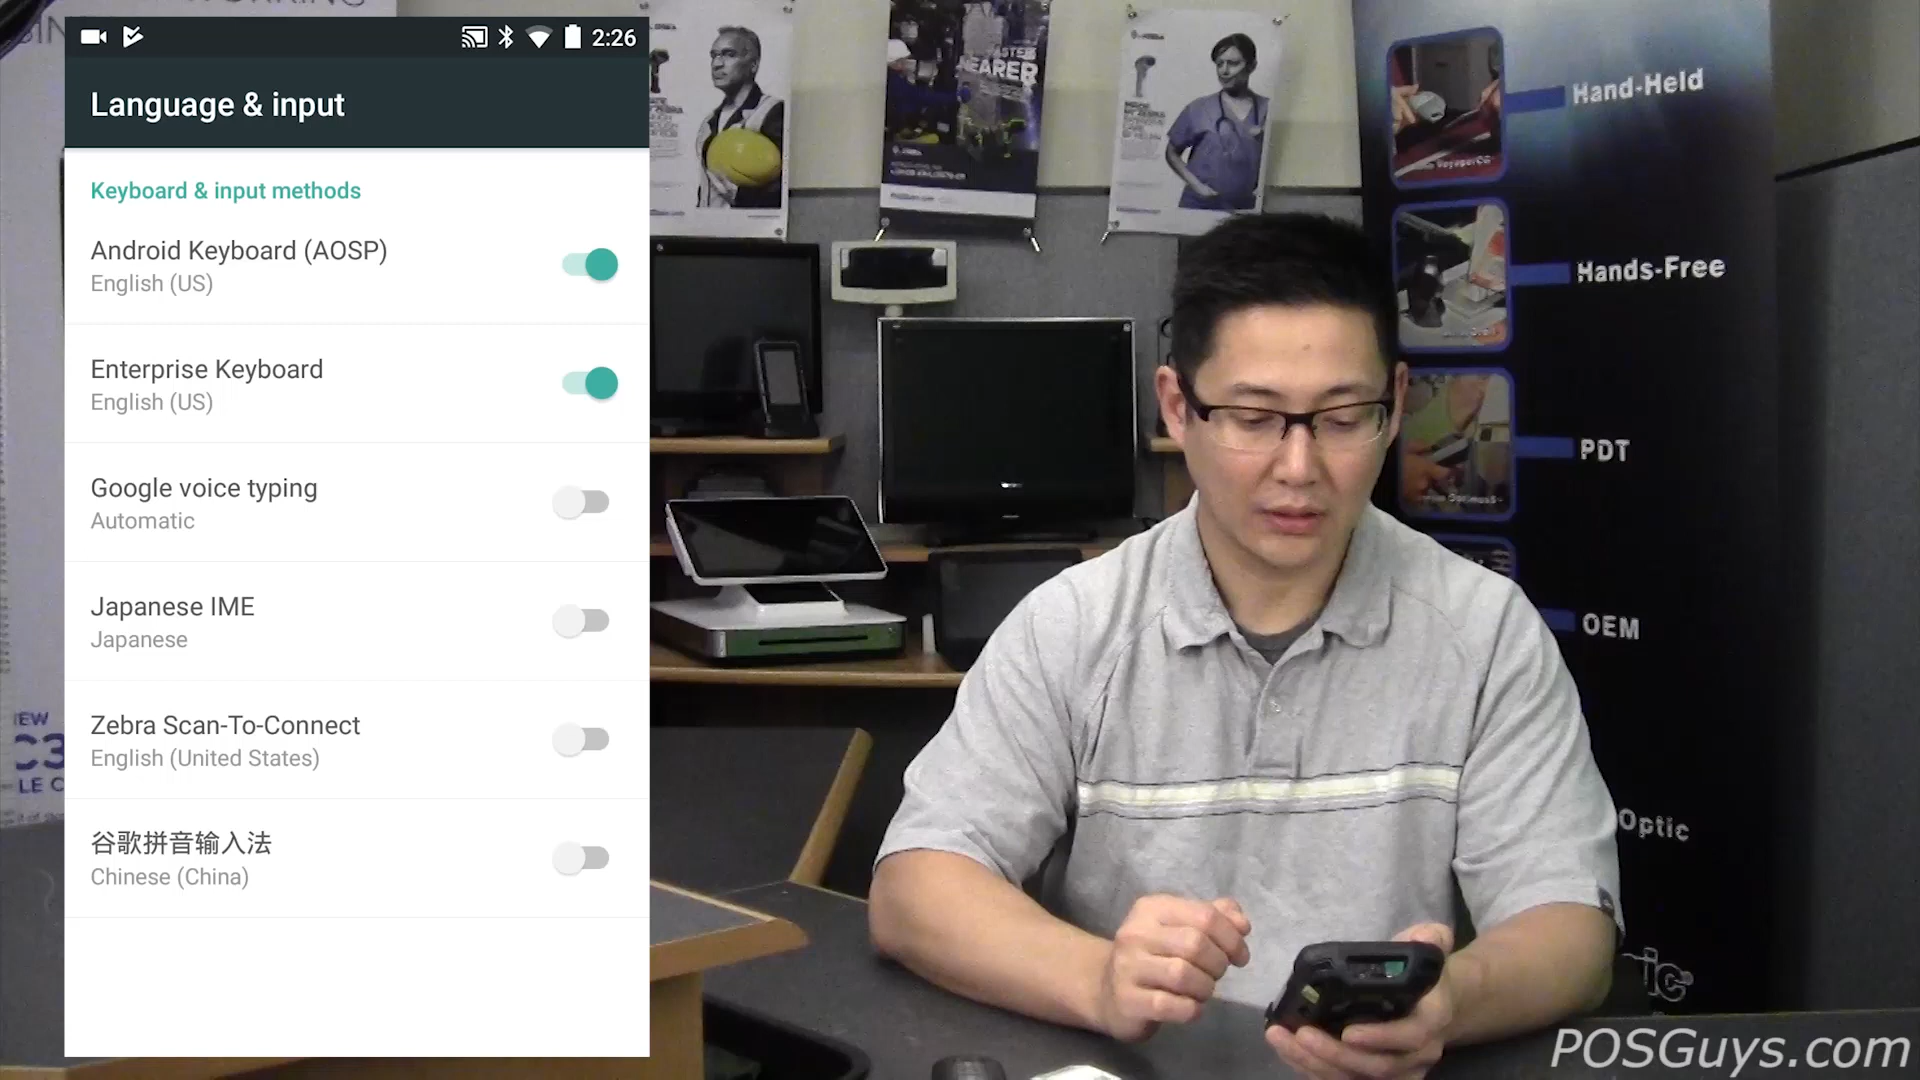 2:26
Language & input
Keyboard & input methods
Android Keyboard (AOSP)
English (US)
Enterprise Keyboard
English (US)
Google voice typing
Automatic
Japanese IME
Japanese
Zebra Scan-To-Connect
English (United States)
谷歌拼音输入法
Chinese (China)
NEARER
Hand-Held
Hands-Free
PDT
OEM
Optic
ic
POSGuys.com